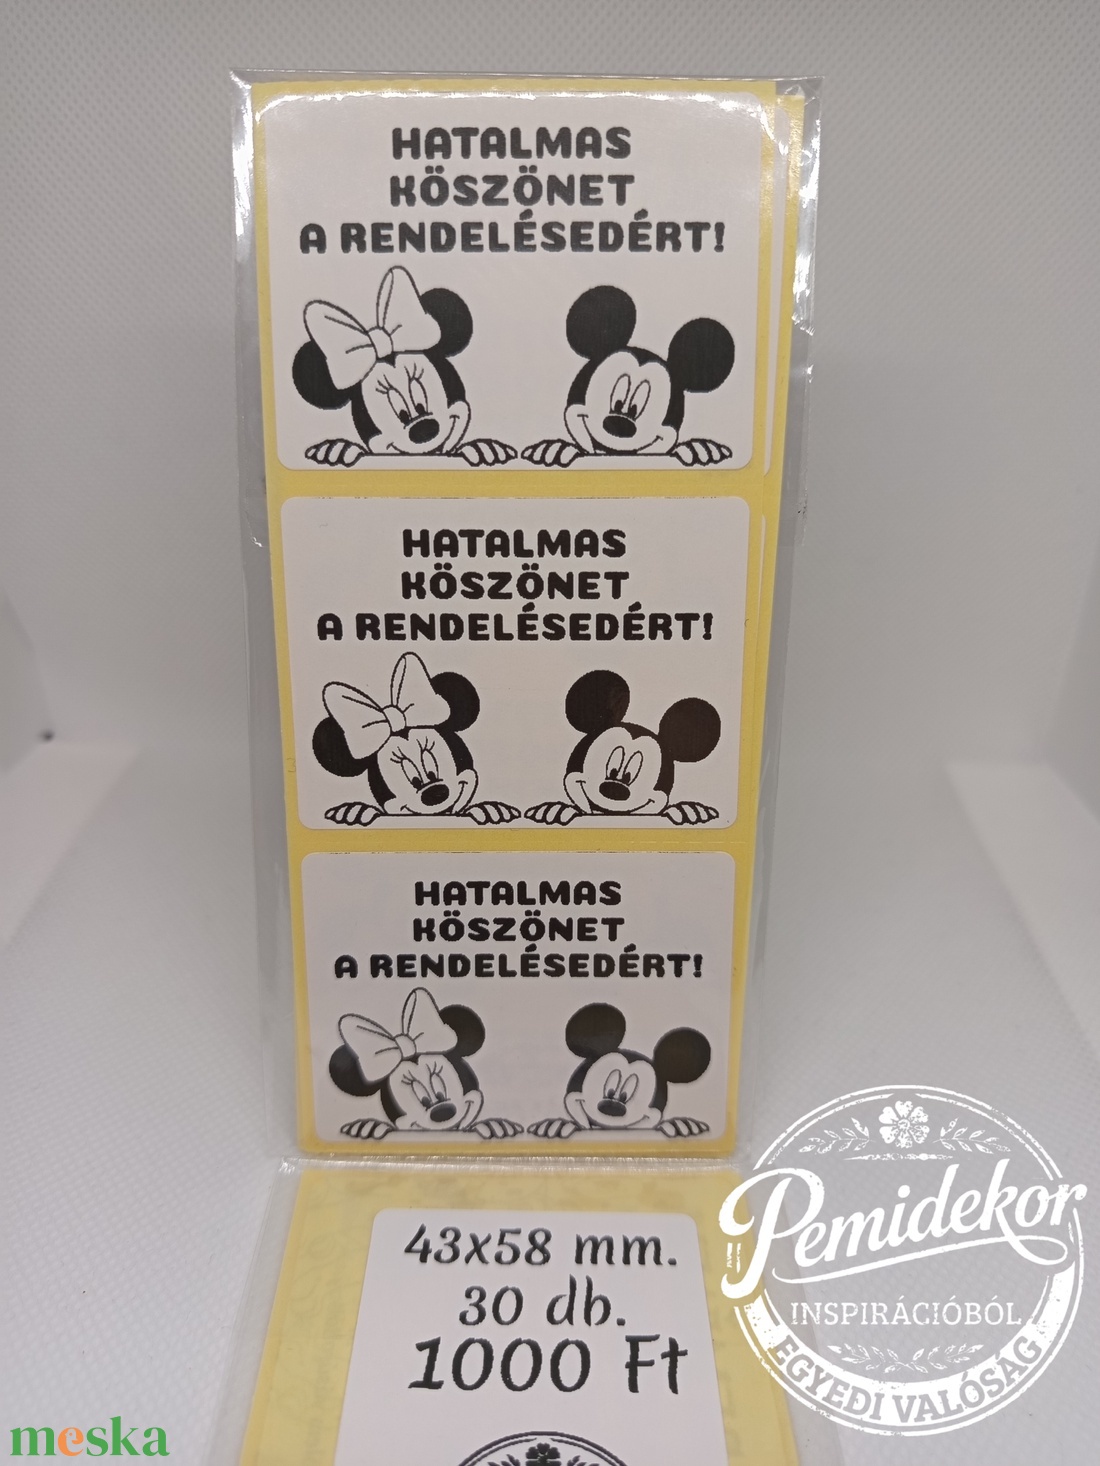 HATALMAS
KÖSZÖNET
A RENDELÉSEDÉRT!
HATALMAS
KÖSZÖNET
A RENDELÉSEDÉRT!
HATALMAS
KÖSZÖNET
A RENDELÉSEDÉRT!
43x58 mm.
30 db.
1000 Ft
Pemidekor
INSPIRÁCIÓBÓL
EGYEDI VALÓSÁG
meska